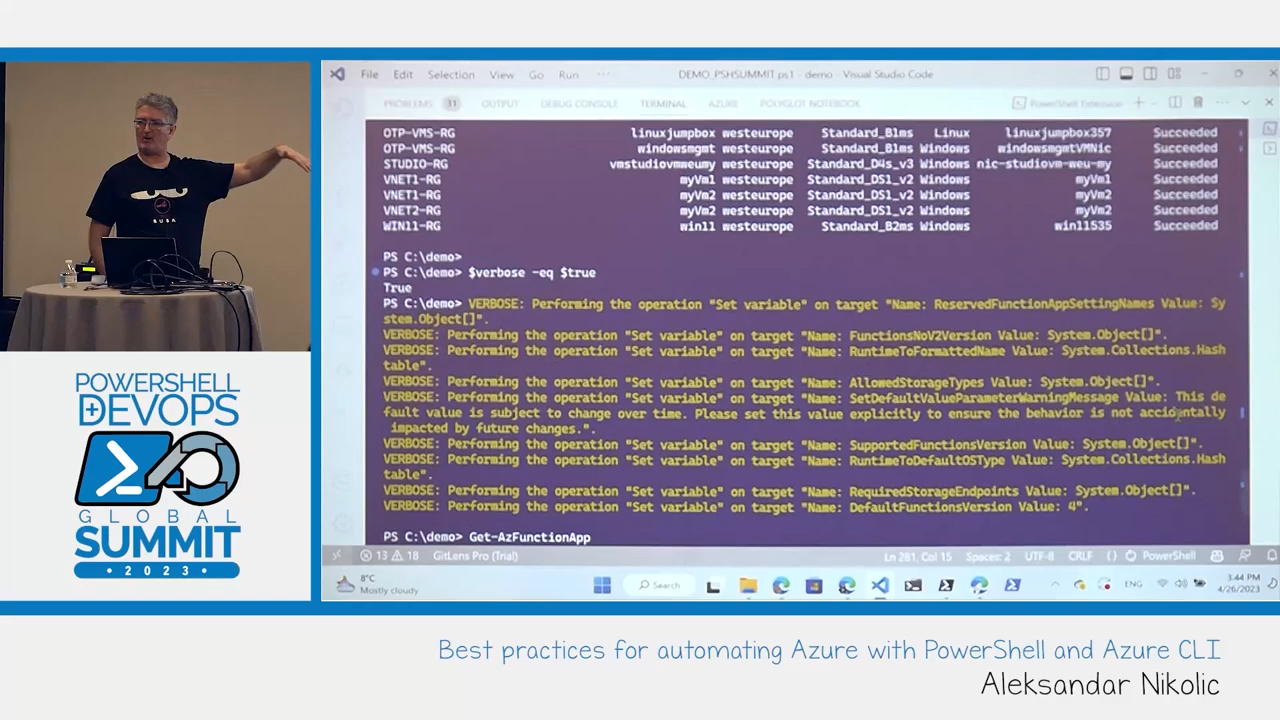 File Edit Selection View Go Run ··· DEMO_PSHSUMMIT.ps1 - demo - Visual Studio Code
PROBLEMS 31 OUTPUT DEBUG CONSOLE TERMINAL AZURE POLYGLOT NOTEBOOK PowerShell Extension
OTP-VMS-RG linuxjumpbox westeurope Standard_B1ms Linux linuxjumpbox357 Succeeded
OTP-VMS-RG windowsmgmt westeurope Standard_B1ms Windows windowsmgmtVMNic Succeeded
STUDIO-RG vmstudiovmweumy westeurope Standard_D4s_v3 Windows nic-studiovm-weu-my Succeeded
VNET1-RG myVm1 westeurope Standard_DS1_v2 Windows myVm1 Succeeded
VNET1-RG myVm2 westeurope Standard_DS1_v2 Windows myVm2 Succeeded
VNET2-RG myVm2 westeurope Standard_DS1_v2 Windows myVm2 Succeeded
WIN11-RG win11 westeurope Standard_B2ms Windows win11535 Succeeded
PS C:\demo>
PS C:\demo> $verbose -eq $true
True
PS C:\demo> VERBOSE: Performing the operation "Set variable" on target "Name: ReservedFunctionAppSettingNames Value: Sy
stem.Object[]".
VERBOSE: Performing the operation "Set variable" on target "Name: FunctionsNoV2Version Value: System.Object[]".
VERBOSE: Performing the operation "Set variable" on target "Name: RuntimeToFormattedName Value: System.Collections.Hash
table".
VERBOSE: Performing the operation "Set variable" on target "Name: AllowedStorageTypes Value: System.Object[]".
VERBOSE: Performing the operation "Set variable" on target "Name: SetDefaultValueParameterWarningMessage Value: This de
fault value is subject to change over time. Please set this value explicitly to ensure the behavior is not accidentally
impacted by future changes.".
VERBOSE: Performing the operation "Set variable" on target "Name: SupportedFunctionsVersion Value: System.Object[]".
VERBOSE: Performing the operation "Set variable" on target "Name: RuntimeToDefaultOSType Value: System.Collections.Hash
table".
VERBOSE: Performing the operation "Set variable" on target "Name: RequiredStorageEndpoints Value: System.Object[]".
VERBOSE: Performing the operation "Set variable" on target "Name: DefaultFunctionsVersion Value: 4".
PS C:\demo> Get-AzFunctionApp
13 18 GitLens Pro (Trial) Ln 281, Col 15 Spaces: 2 UTF-8 CRLF {} PowerShell
8°C
Mostly cloudy
Search
ENG
3:44 PM
4/26/2023
BUSA
POWERSHELL
+ DEVOPS
GLOBAL
SUMMIT
2023
Best practices for automating Azure with PowerShell and Azure CLI
Aleksandar Nikolic